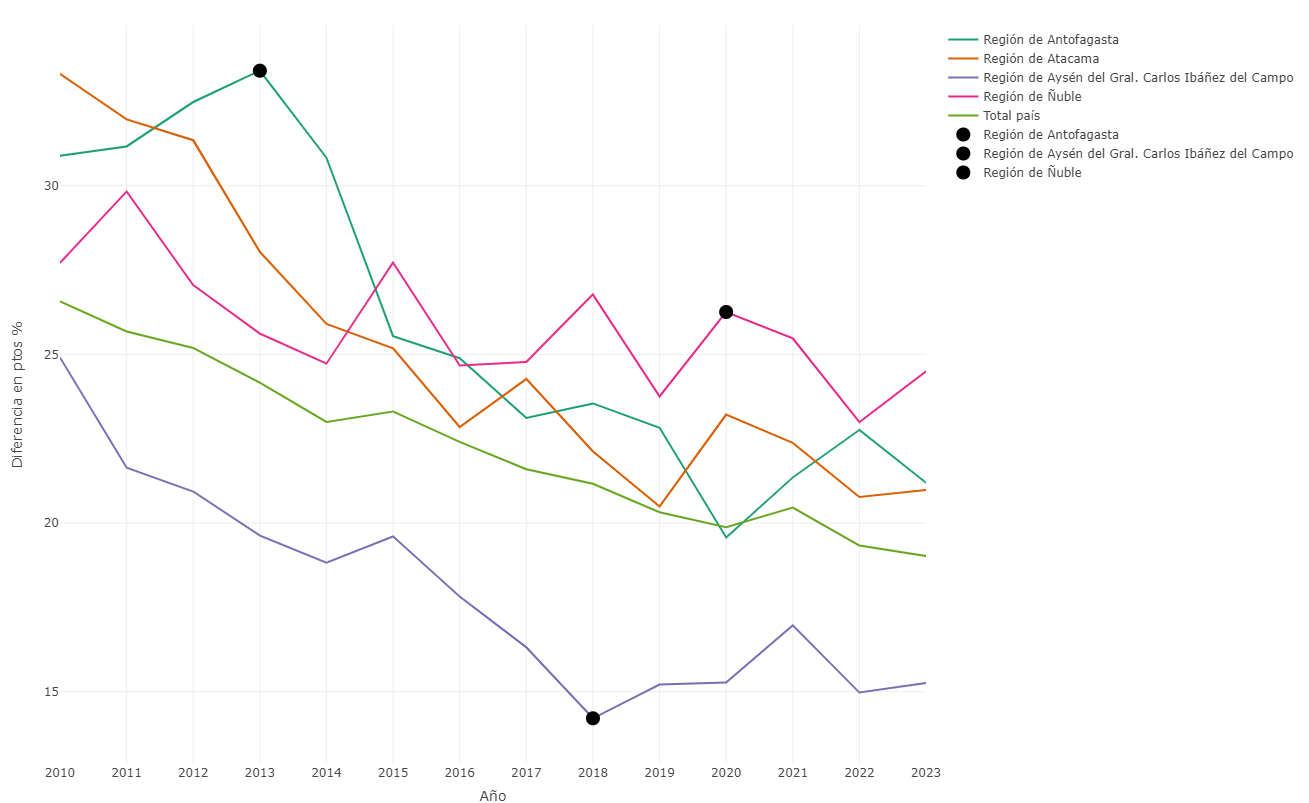 Región de Antofagasta
Región de Atacama
Región de Aysén del Gral. Carlos Ibáñez del Campo
Región de Ñuble
Total país
Región de Antofagasta
Región de Aysén del Gral. Carlos Ibáñez del Campo
Región de Ñuble
Diferencia en ptos %
30
25
20
15
2010 2011 2012 2013 2014 2015 2016 2017 2018 2019 2020 2021 2022 2023
Año